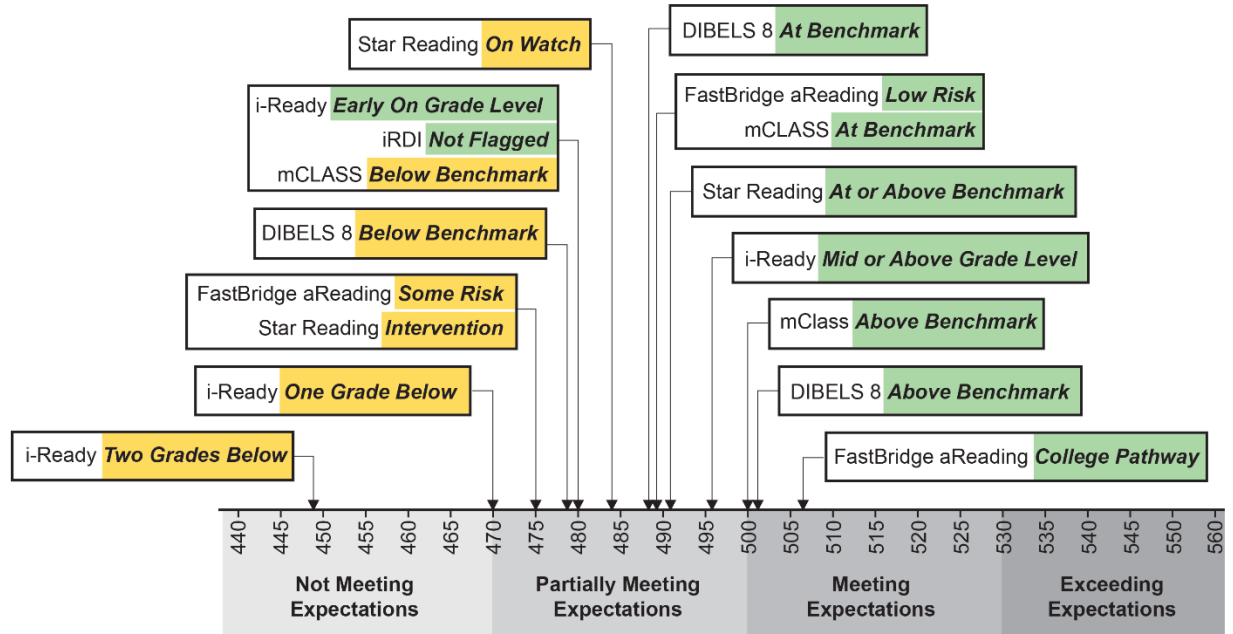 Star Reading On Watch
i-Ready Early On Grade Level
iRDI Not Flagged
mCLASS Below Benchmark
DIBELS 8 Below Benchmark
FastBridge aReading Some Risk
Star Reading Intervention
i-Ready One Grade Below
i-Ready Two Grades Below
DIBELS 8 At Benchmark
FastBridge aReading Low Risk
mCLASS At Benchmark
Star Reading At or Above Benchmark
i-Ready Mid or Above Grade Level
mClass Above Benchmark
DIBELS 8 Above Benchmark
FastBridge aReading College Pathway
440 445 450 455 460 465 470 475 480 485 490 495 500 505 510 515 520 525 530 535 540 545 550 555 560
Not Meeting
Expectations
Partially Meeting
Expectations
Meeting
Expectations
Exceeding
Expectations